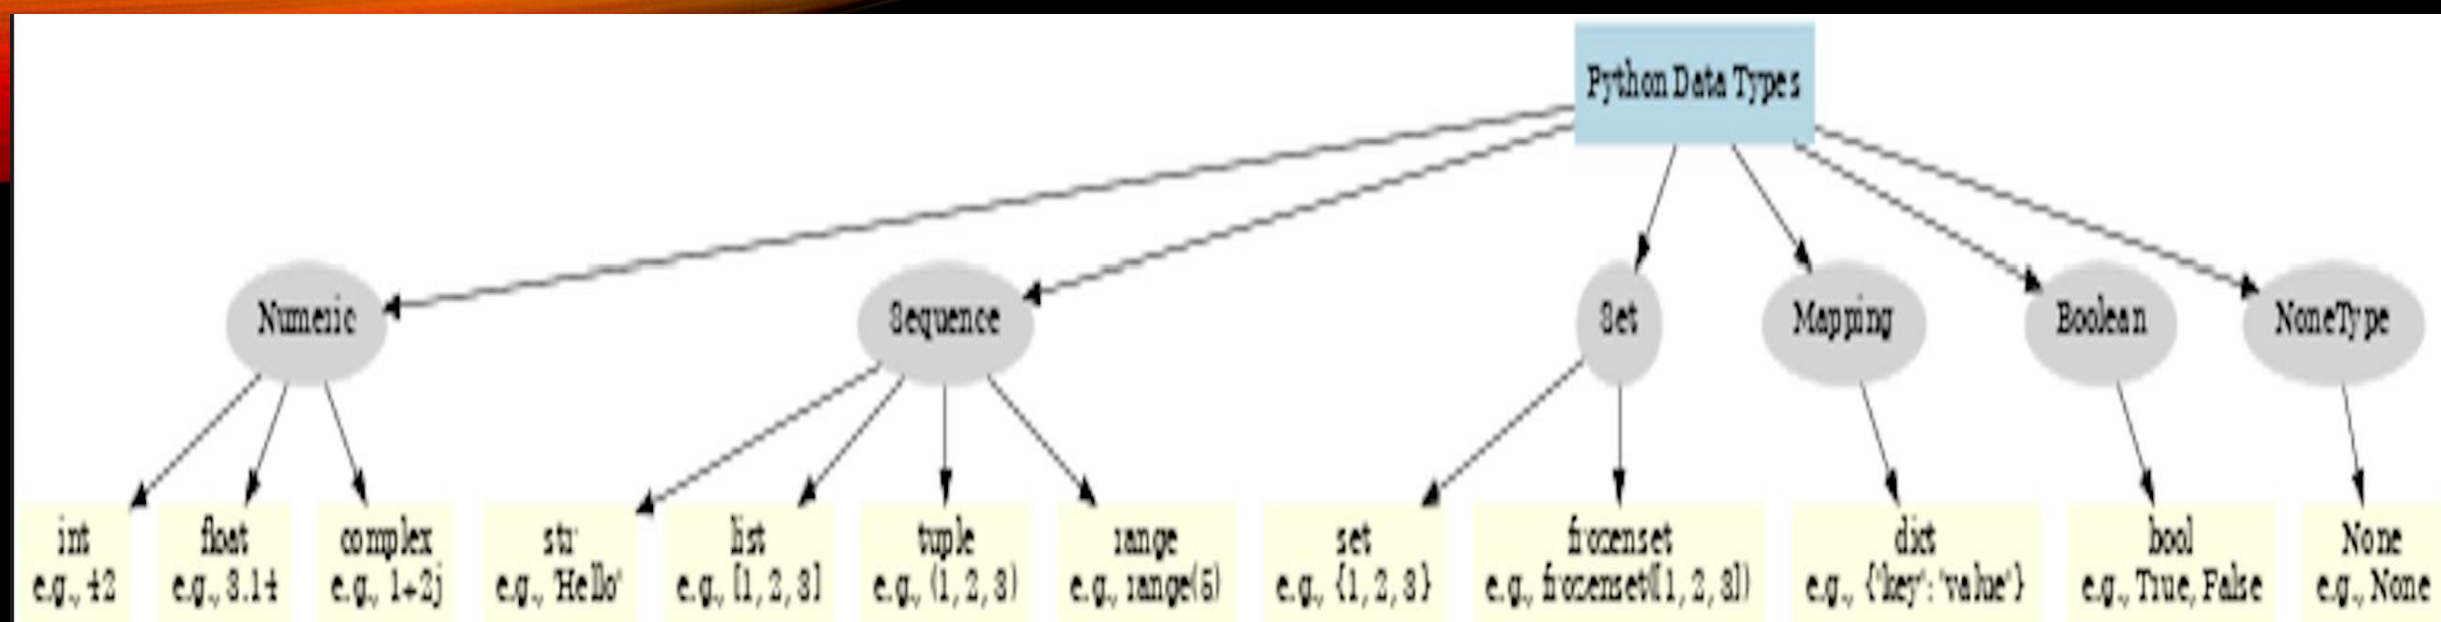 Python Data Types
Numeric
Sequence
Set
Mapping
Boolean
NoneType
int
e.g., 42
float
e.g., 3.14
complex
e.g., 1+2j
str
e.g., 'Hello'
list
e.g., [1, 2, 3]
tuple
e.g., (1, 2, 3)
range
e.g., range(5)
set
e.g., {1, 2, 3}
frozenset
e.g., frozenset([1, 2, 3])
dict
e.g., {'key': 'value'}
bool
e.g., True, False
None
e.g., None